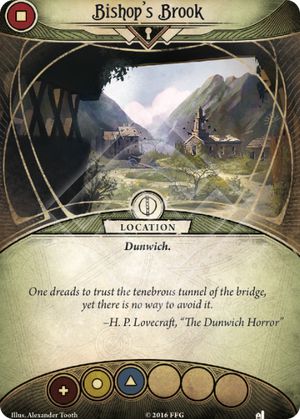 Bishop's Brook
LOCATION
Dunwich.
One dreads to trust the tenebrous tunnel of the bridge,
yet there is no way to avoid it.
–H. P. Lovecraft, “The Dunwich Horror”
Illus. Alexander Tooth
© 2016 FFG